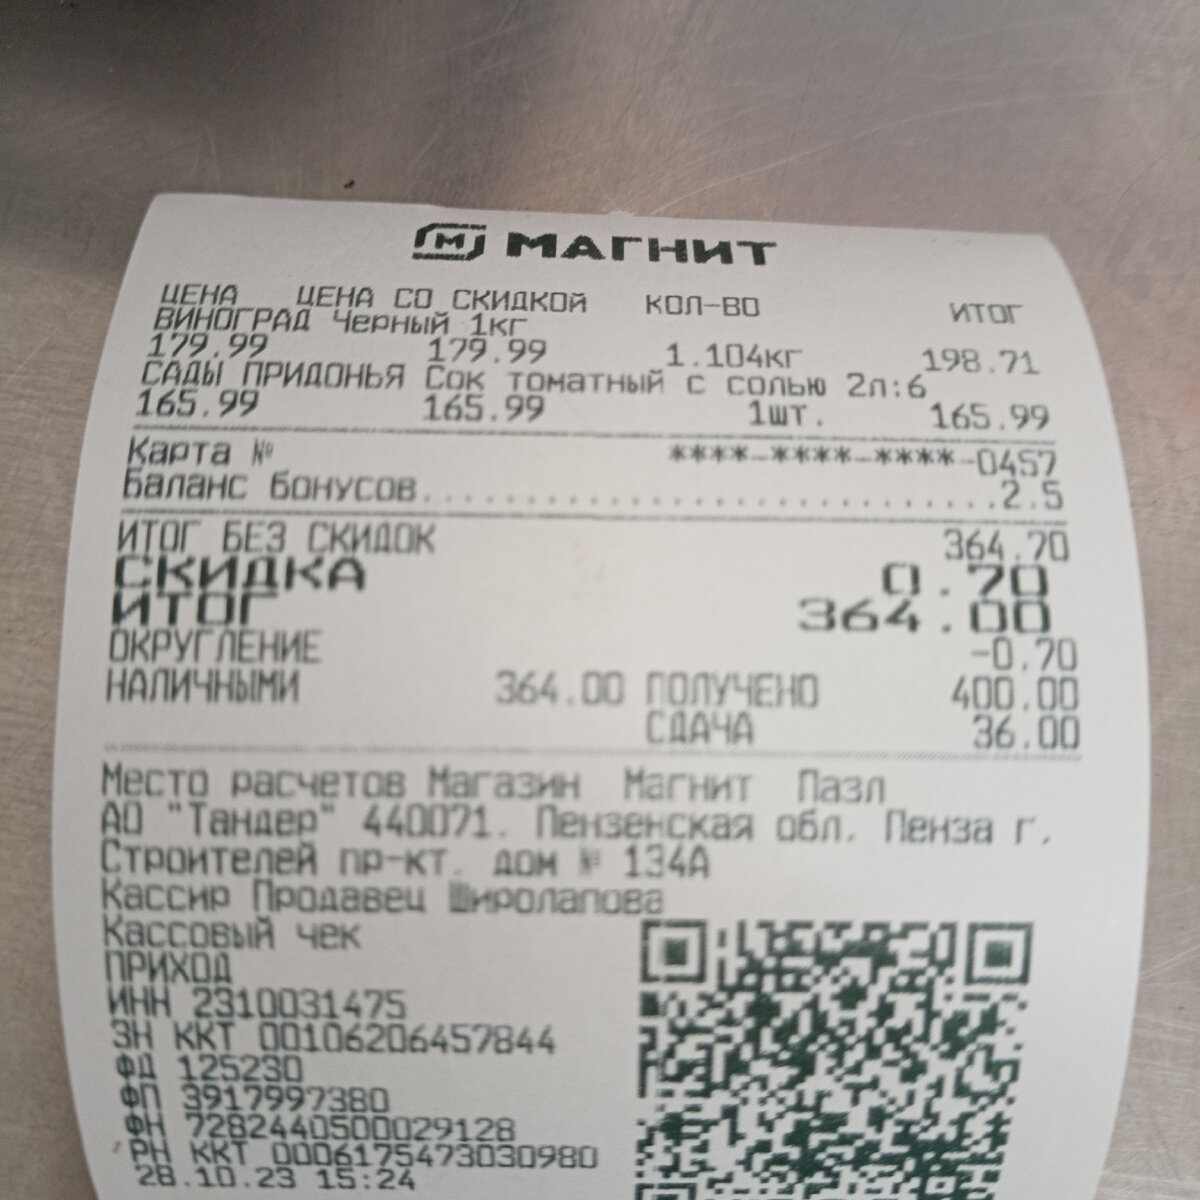 МАГНИТ
ЦЕНА ЦЕНА СО СКИДКОЙ КОЛ-ВО ИТОГ
ВИНОГРАД Черный 1кг
179.99 179.99 1.104кг 198.71
САДЫ ПРИДОНЬЯ Сок томатный с солью 2л:6
165.99 165.99 1шт. 165.99
Карта № ****-****-****-0457
Баланс бонусов..............................2.5
ИТОГ БЕЗ СКИДОК 364.70
СКИДКА 0.70
ИТОГ 364.00
ОКРУГЛЕНИЕ -0.70
НАЛИЧНЫМИ 364.00 ПОЛУЧЕНО 400.00
СДАЧА 36.00
Место расчетов Магазин Магнит Пазл
АО "Тандер" 440071. Пензенская обл. Пенза г.
Строителей пр-кт. дом № 134А
Кассир Продавец Широлапова
Кассовый чек
ПРИХОД
ИНН 2310031475
ЗН ККТ 00106206457844
ФД 125230
ФП 3917997380
ФН 7282440500029128
РН ККТ 0006175473030980
28.10.23 15:24